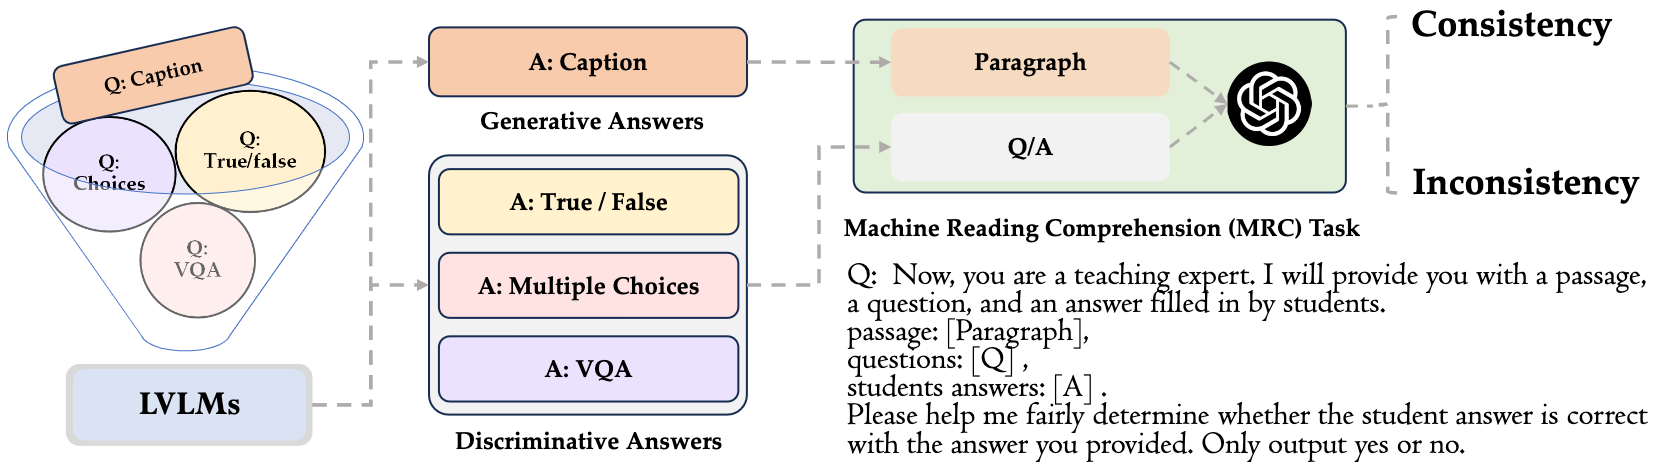 Q: Caption
Q:
Choices
Q:
True/false
Q:
VQA
LVLMs
A: Caption
Generative Answers
A: True / False
A: Multiple Choices
A: VQA
Discriminative Answers
Paragraph
Q/A
Consistency
Inconsistency
Machine Reading Comprehension (MRC) Task
Q: Now, you are a teaching expert. I will provide you with a passage,
a question, and an answer filled in by students.
passage: [Paragraph],
questions: [Q] ,
students answers: [A] .
Please help me fairly determine whether the student answer is correct
with the answer you provided. Only output yes or no.